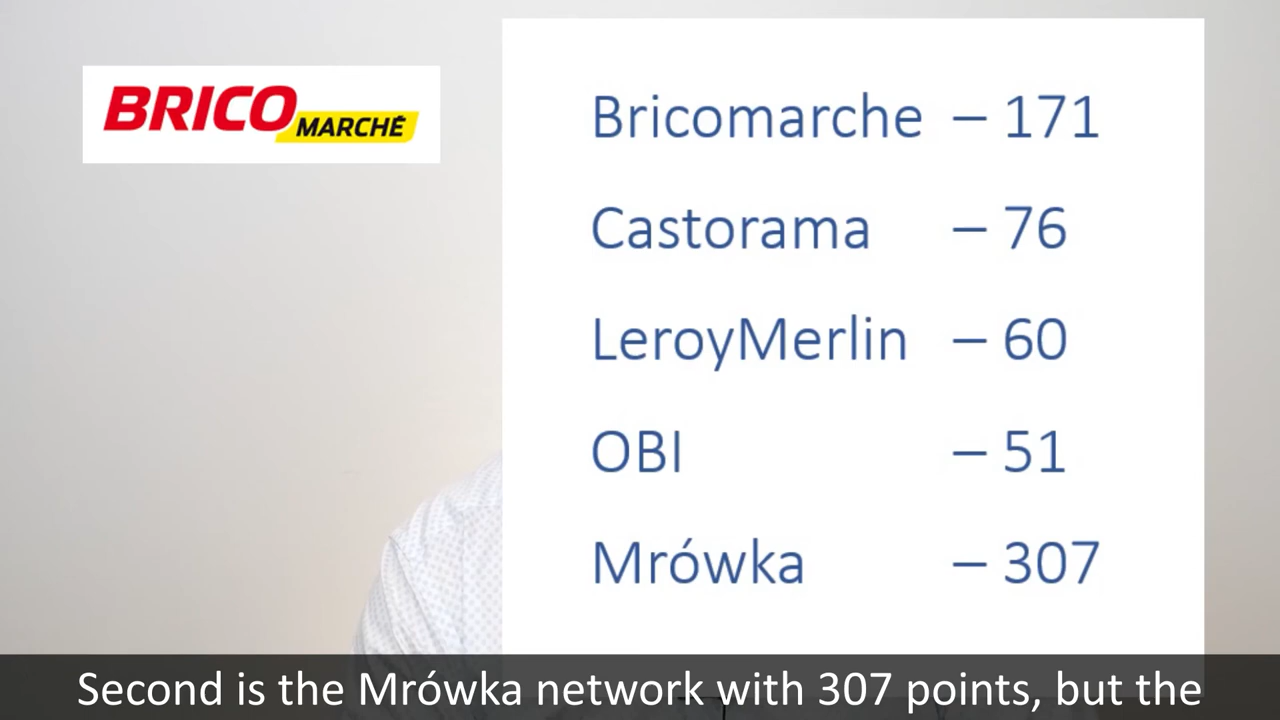 BRICO
MARCHÉ
Bricomarche – 171
Castorama – 76
LeroyMerlin – 60
OBI – 51
Mrówka – 307
Second is the Mrówka network with 307 points, but the